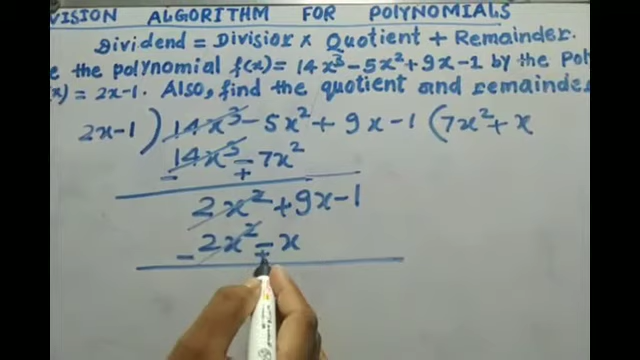 VISION ALGORITHM FOR POLYNOMIALS
Dividend = Divisior × Quotient + Remainder.
e the polynomial f(x) = 14x³ - 5x² + 9x - 1 by the Pol
(x) = 2x-1. Also, find the quotient and remainder
2x-1 ) 14x³ - 5x² + 9x - 1 ( 7x² + x
14x³ - 7x²
- +
2x² + 9x - 1
- 2x² - x
+